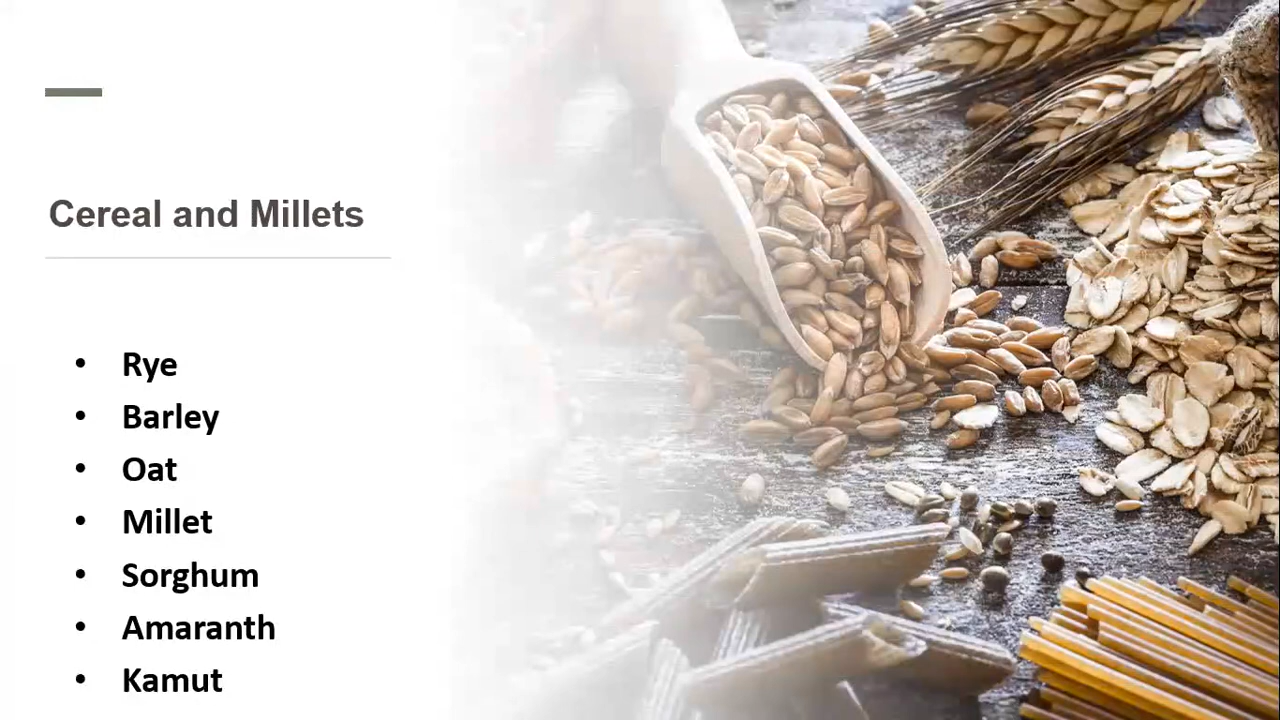 Cereal and Millets
• Rye
• Barley
• Oat
• Millet
• Sorghum
• Amaranth
• Kamut